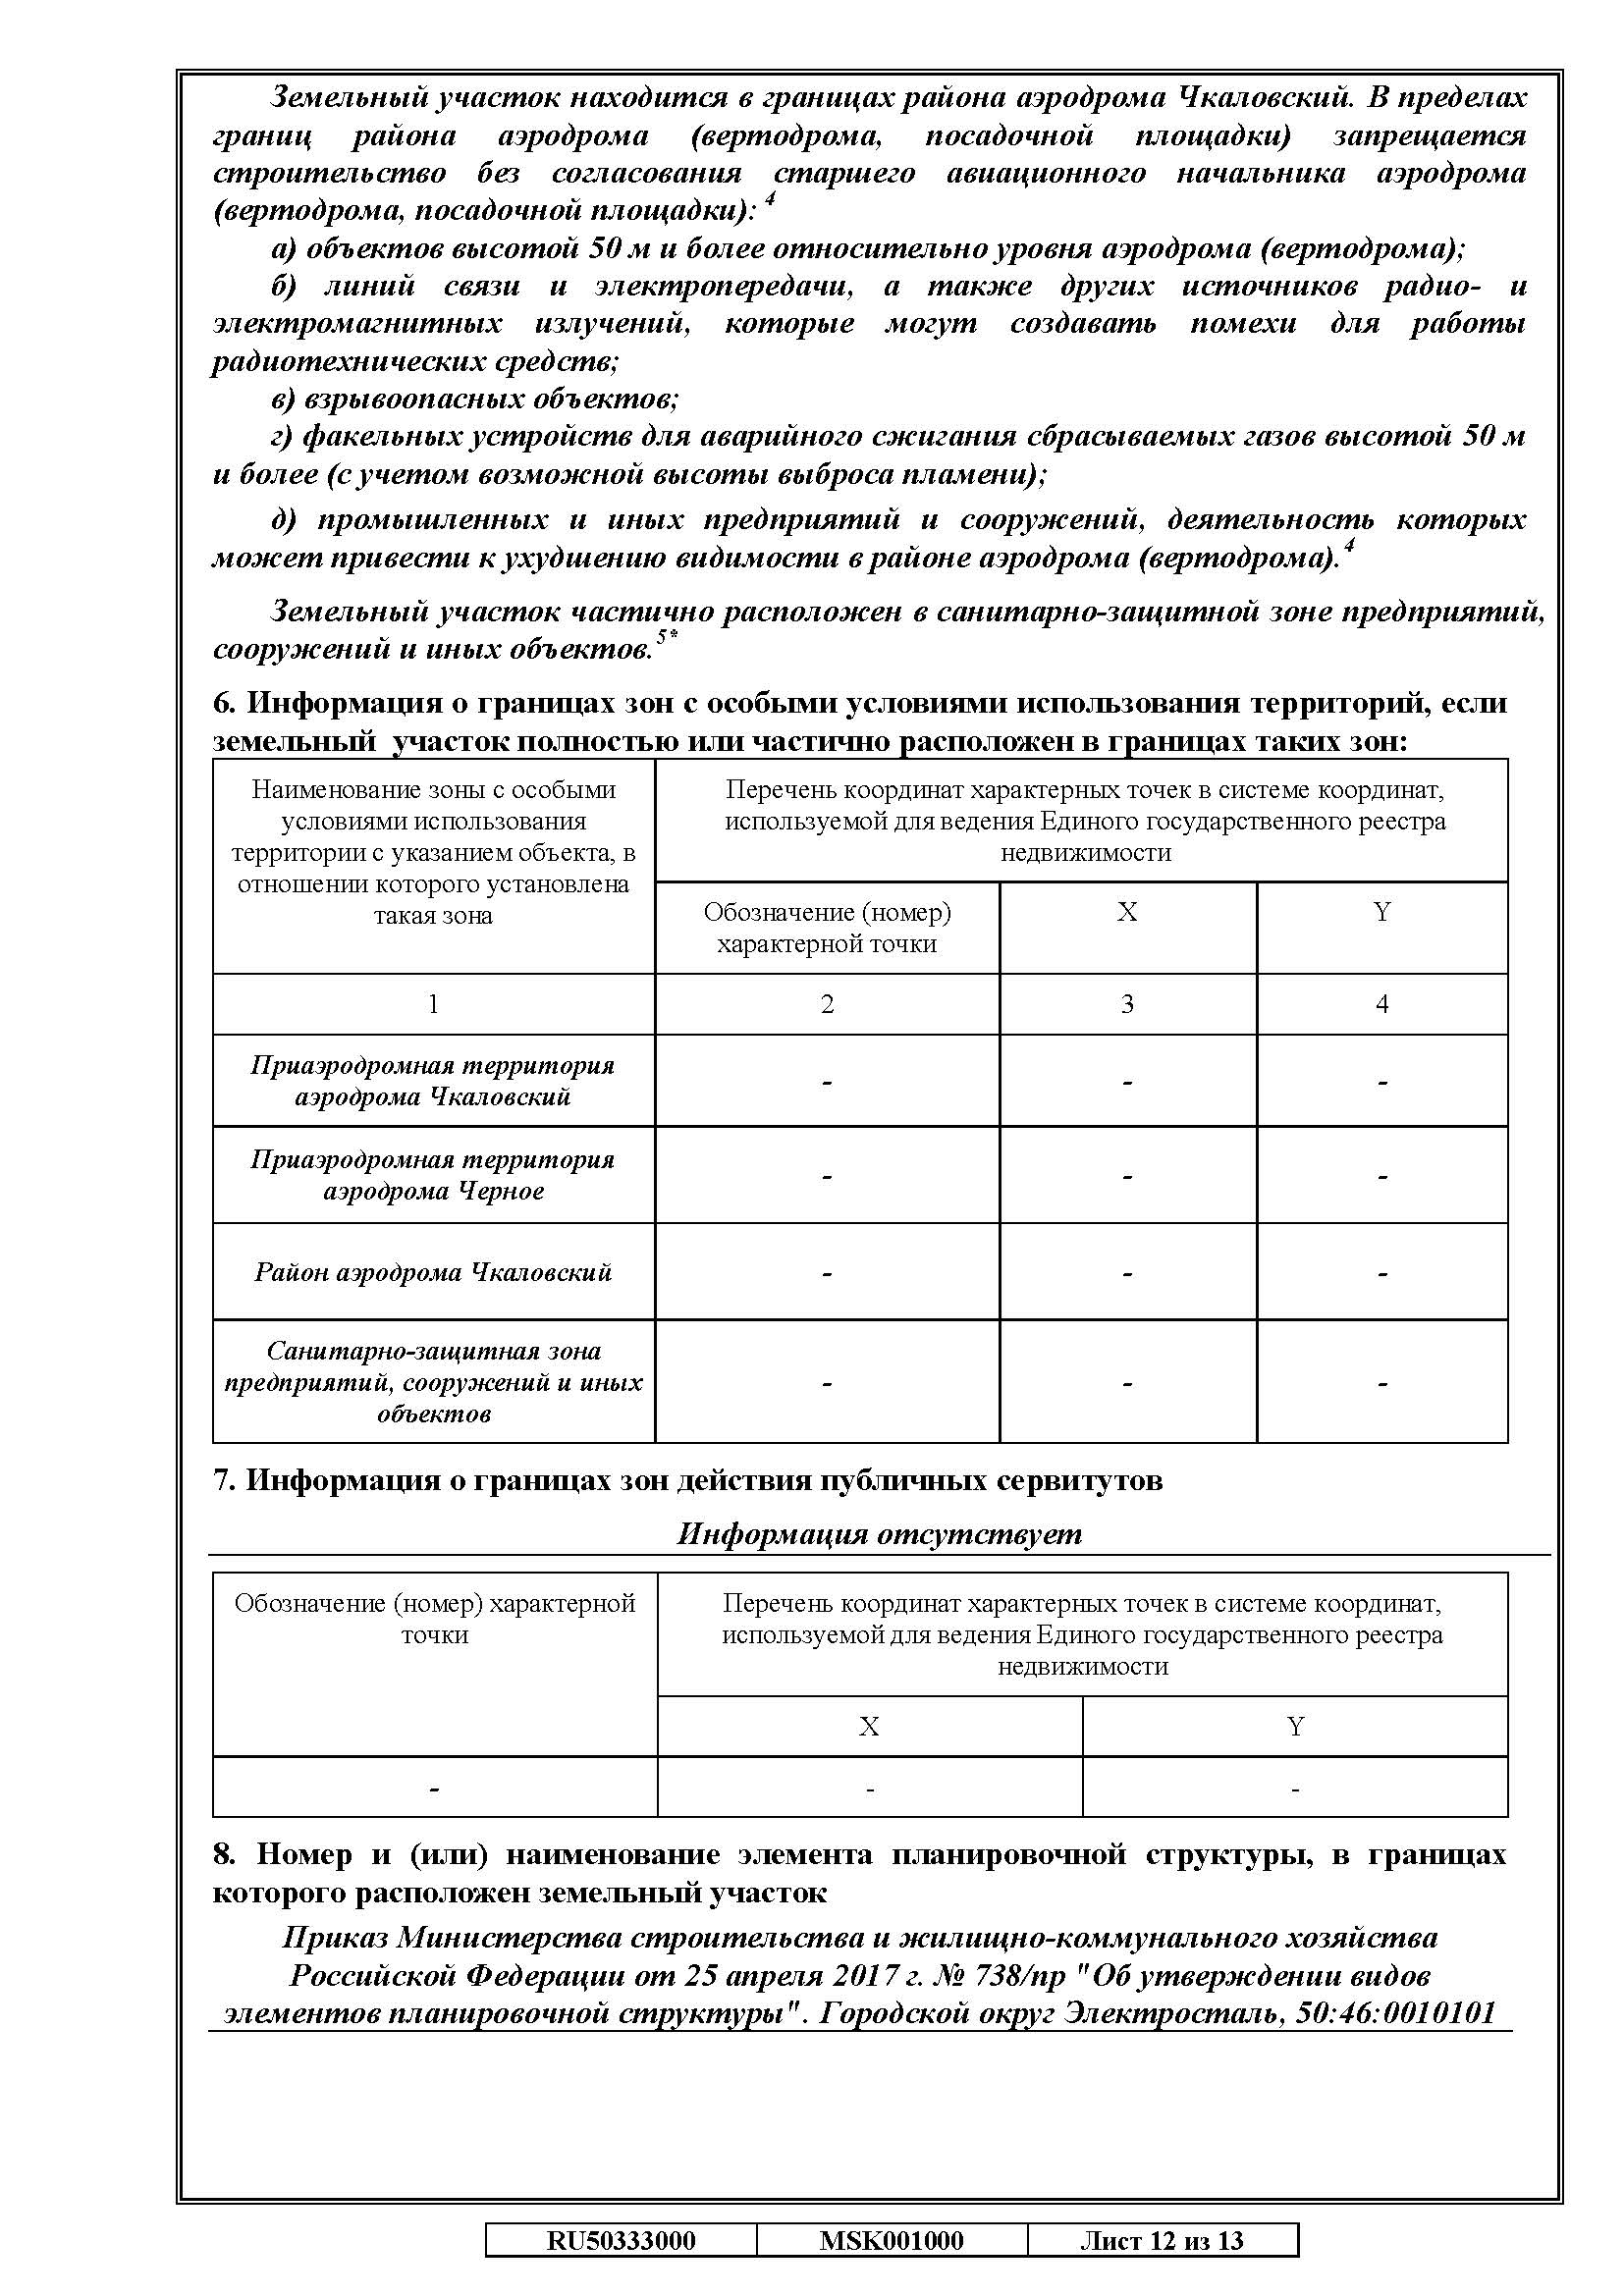 Земельный участок находится в границах района аэродрома Чкаловский. В пределах
границ района аэродрома (вертодрома, посадочной площадки) запрещается
строительство без согласования старшего авиационного начальника аэродрома
(вертодрома, посадочной площадки): 4
а) объектов высотой 50 м и более относительно уровня аэродрома (вертодрома);
б) линий связи и электропередачи, а также других источников радио- и
электромагнитных излучений, которые могут создавать помехи для работы
радиотехнических средств;
в) взрывоопасных объектов;
г) факельных устройств для аварийного сжигания сбрасываемых газов высотой 50 м
и более (с учетом возможной высоты выброса пламени);
д) промышленных и иных предприятий и сооружений, деятельность которых
может привести к ухудшению видимости в районе аэродрома (вертодрома).4
Земельный участок частично расположен в санитарно-защитной зоне предприятий,
сооружений и иных объектов.5*
6. Информация о границах зон с особыми условиями использования территорий, если
земельный участок полностью или частично расположен в границах таких зон:
Наименование зоны с особыми
условиями использования
территории с указанием объекта, в
отношении которого установлена
такая зона
Перечень координат характерных точек в системе координат,
используемой для ведения Единого государственного реестра
недвижимости
Обозначение (номер)
характерной точки
X
Y
1
2
3
4
Приаэродромная территория
аэродрома Чкаловский
-
-
-
Приаэродромная территория
аэродрома Черное
-
-
-
Район аэродрома Чкаловский
-
-
-
Санитарно-защитная зона
предприятий, сооружений и иных
объектов
-
-
-
7. Информация о границах зон действия публичных сервитутов
Информация отсутствует
Обозначение (номер) характерной
точки
Перечень координат характерных точек в системе координат,
используемой для ведения Единого государственного реестра
недвижимости
X
Y
-
-
-
8. Номер и (или) наименование элемента планировочной структуры, в границах
которого расположен земельный участок
Приказ Министерства строительства и жилищно-коммунального хозяйства
Российской Федерации от 25 апреля 2017 г. № 738/пр "Об утверждении видов
элементов планировочной структуры". Городской округ Электросталь, 50:46:0010101
RU50333000
MSK001000
Лист 12 из 13